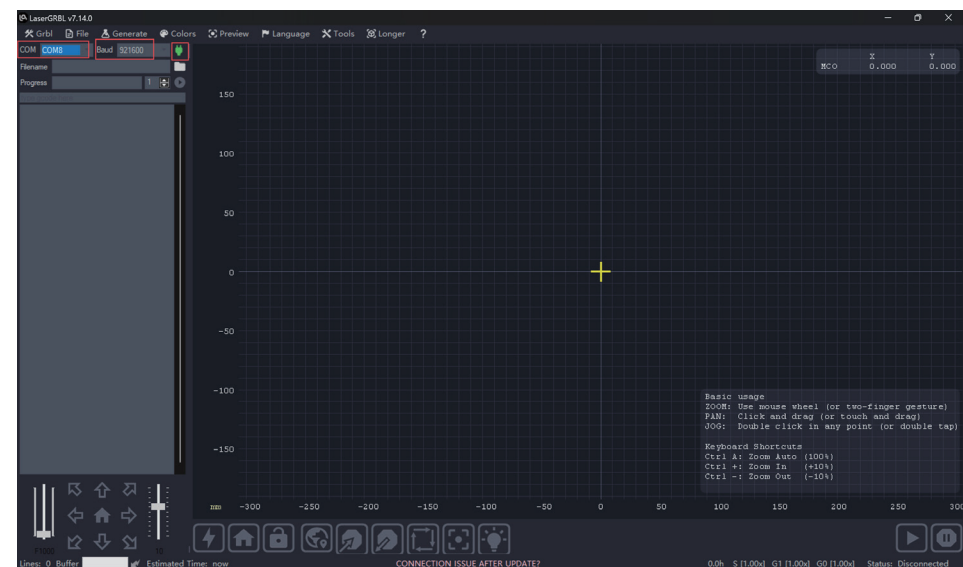 LaserGRBL v7.14.0
Grbl File Generate Colors Preview Language Tools Longer ?
COM COM8 Baud 921600
Filename
Progress 1
X Y
MCO 0.000 0.000
150
100
50
0
-50
-100
-150
Basic usage
ZOOM: Use mouse wheel (or two-finger gesture)
PAN: Click and drag (or touch and drag)
JOG: Double click in any point (or double tap)
Keyboard Shortcuts
Ctrl A: Zoom Auto (100%)
Ctrl +: Zoom In (+10%)
Ctrl -: Zoom Out (-10%)
mm -300 -250 -200 -150 -100 -50 0 50 100 150 200 250 300
F1000 10
Lines: 0 Buffer Estimated Time: now CONNECTION ISSUE AFTER UPDATE? 0.0h S [1.00x] G1 [1.00x] G0 [1.00x] Status: Disconnected